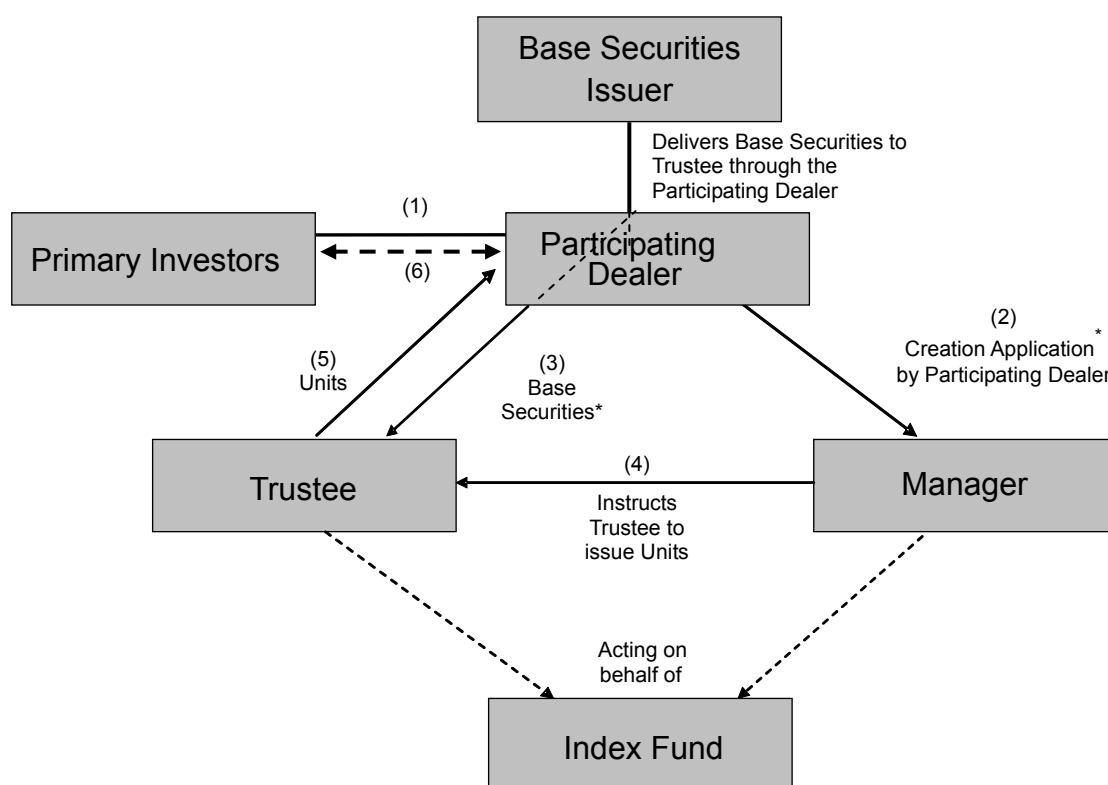 Base Securities
Issuer
Delivers Base Securities to
Trustee through the
Participating Dealer
(1)
Primary Investors
(6)
Participating
Dealer
(2)
Creation Application*
by Participating Dealer
(5)
Units
(3)
Base
Securities*
Trustee
(4)
Instructs
Trustee to
issue Units
Manager
Acting on
behalf of
Index Fund